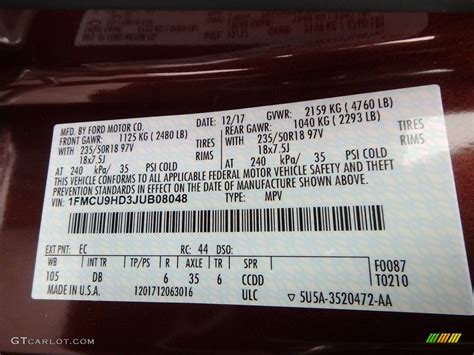 MFD. BY FORD MOTOR CO. 12/17 GVWR: 2159 KG ( 4760 LB)
FRONT GAWR: 1125 KG ( 2480 LB) REAR GAWR: 1040 KG ( 2293 LB)
WITH 235/50R18 97V TIRES WITH 235/50R18 97V TIRES
18x7.5J RIMS 18x7.5J RIMS
AT 240 kPa/ 35 PSI COLD AT 240 kPa/ 35 PSI COLD
THIS VEHICLE CONFORMS TO ALL APPLICABLE FEDERAL MOTOR VEHICLE SAFETY AND THEFT
PREVENTION STANDARDS IN EFFECT ON THE DATE OF MANUFACTURE SHOWN ABOVE.
VIN: 1FMCU9HD3JUB08048 TYPE: MPV
EXT PNT: EC RC: 44 DSO: F0087
WB INT TR TP/PS R AXLE TR SPR T0210
105 DB 6 35 6 CCDD
MADE IN U.S.A. 1201712063016 ULC 5U5A-3520472-AA
GTCARLOT.COM